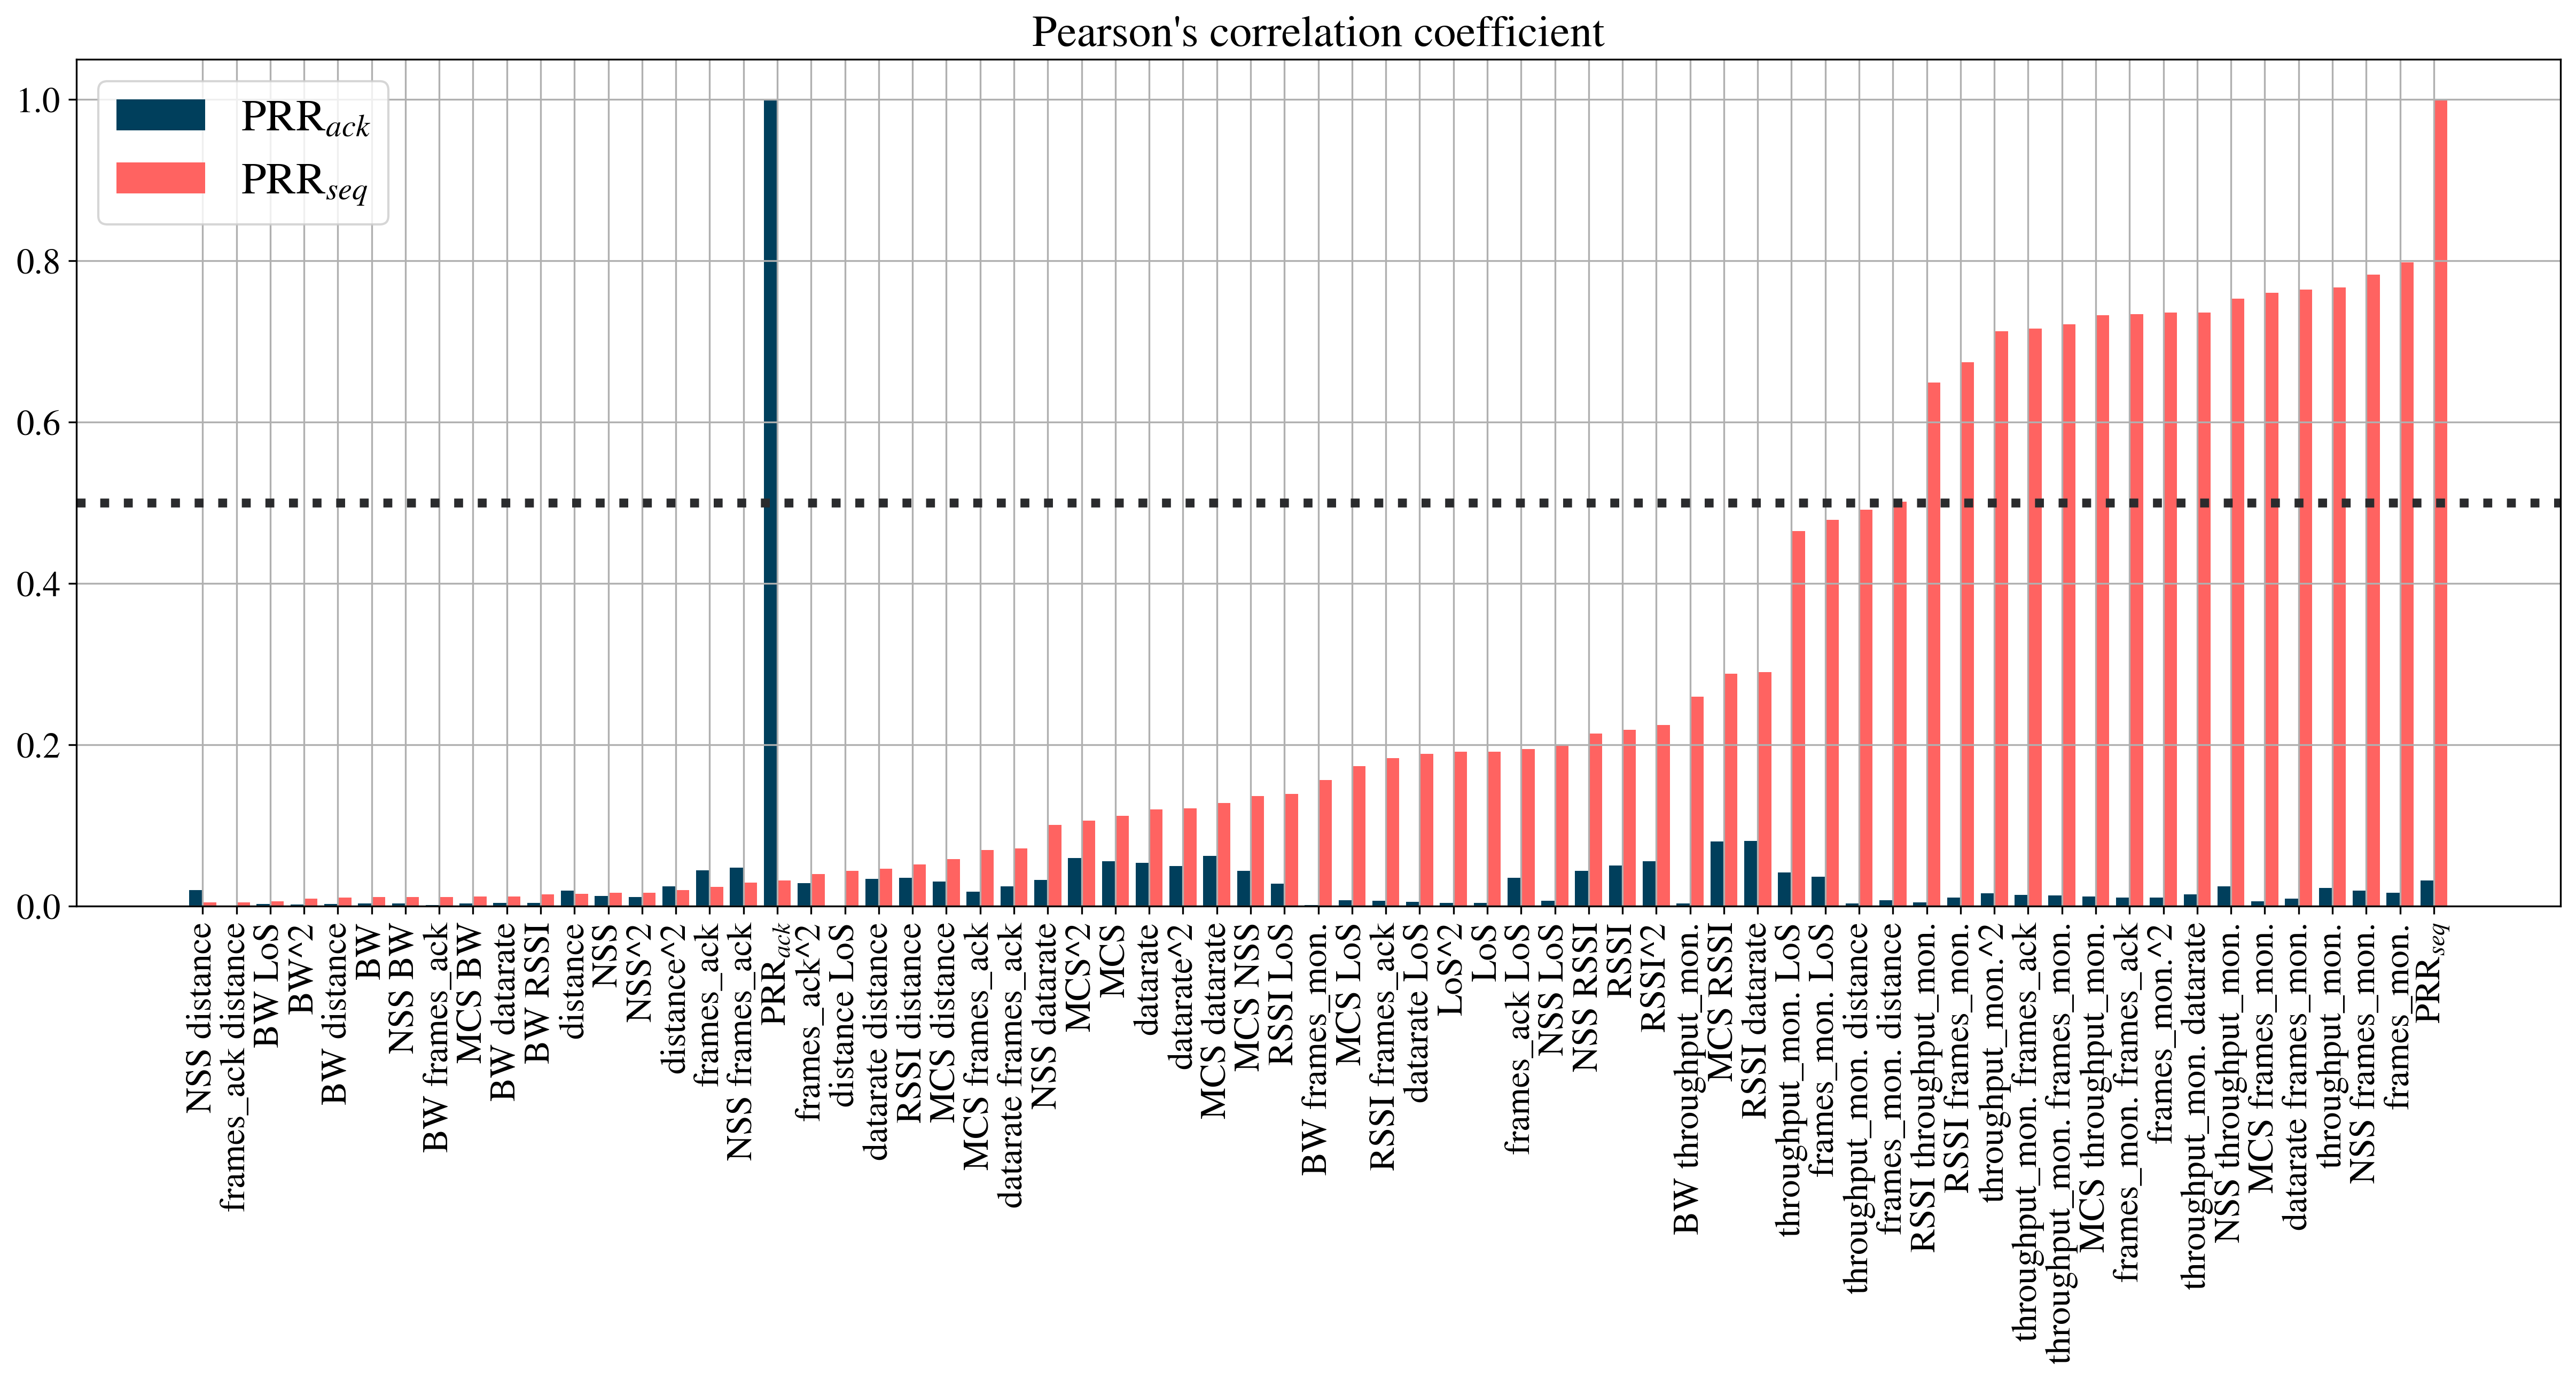 Pearson's correlation coefficient
PRR_ack
PRR_seq
1.0
0.8
0.6
0.4
0.2
0.0
NSS distance
frames_ack distance
BW LoS
BW^2
BW distance
BW
NSS BW
BW frames_ack
MCS BW
BW datarate
BW RSSI
distance
NSS
NSS^2
distance^2
frames_ack
NSS frames_ack
PRR_ack
frames_ack^2
distance LoS
datarate distance
RSSI distance
MCS distance
MCS frames_ack
datarate frames_ack
NSS datarate
MCS^2
MCS
datarate
datarate^2
MCS datarate
MCS NSS
RSSI LoS
BW frames_mon.
MCS LoS
RSSI frames_ack
datarate LoS
LoS^2
LoS
frames_ack LoS
NSS LoS
NSS RSSI
RSSI
RSSI^2
BW throughput_mon.
MCS RSSI
RSSI datarate
throughput_mon. LoS
frames_mon. LoS
throughput_mon. distance
frames_mon. distance
RSSI throughput_mon.
RSSI frames_mon.
throughput_mon.^2
throughput_mon. frames_ack
throughput_mon. frames_mon.
MCS throughput_mon.
frames_mon. frames_ack
frames_mon.^2
throughput_mon. datarate
NSS throughput_mon.
MCS frames_mon.
datarate frames_mon.
throughput_mon.
NSS frames_mon.
frames_mon.
PRR_seq